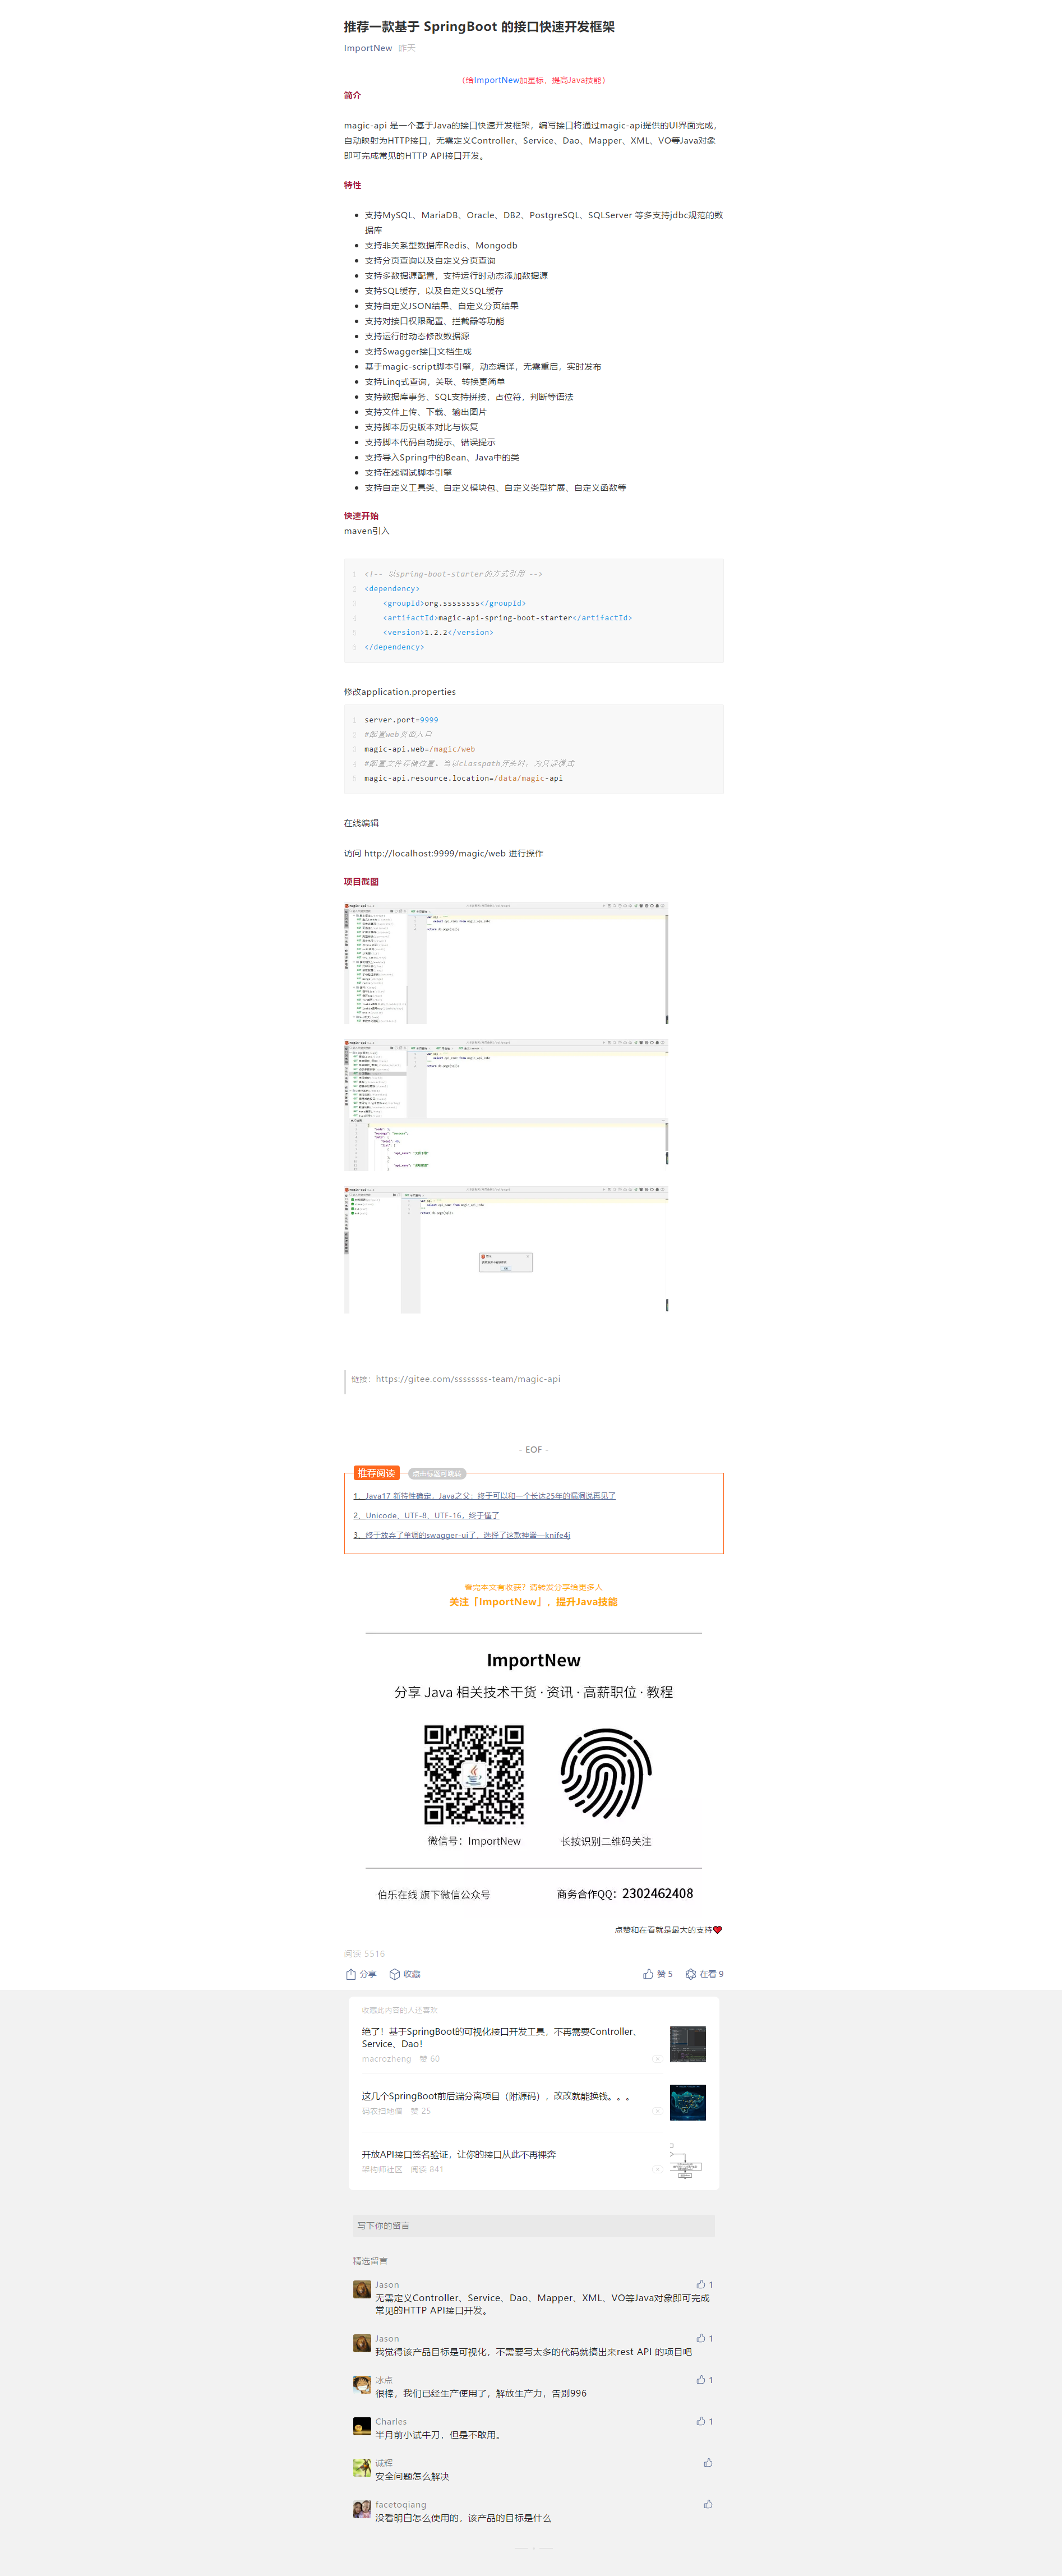 推荐一款基于 SpringBoot 的接口快速开发框架
ImportNew 昨天
（给ImportNew加星标，提高Java技能）
简介
magic-api 是一个基于Java的接口快速开发框架，编写接口将通过magic-api提供的UI界面完成，
自动映射为HTTP接口，无需定义Controller、Service、Dao、Mapper、XML、VO等Java对象
即可完成常见的HTTP API接口开发。
特性
支持MySQL、MariaDB、Oracle、DB2、PostgreSQL、SQLServer 等多支持jdbc规范的数
据库
支持非关系型数据库Redis、Mongodb
支持分页查询以及自定义分页查询
支持多数据源配置，支持运行时动态添加数据源
支持SQL缓存，以及自定义SQL缓存
支持自定义JSON结果、自定义分页结果
支持对接口权限配置、拦截器等功能
支持运行时动态修改数据源
支持Swagger接口文档生成
基于magic-script脚本引擎，动态编译，无需重启，实时发布
支持Linq式查询，关联、转换更简单
支持数据库事务、SQL支持拼接，占位符，判断等语法
支持文件上传、下载、输出图片
支持脚本历史版本对比与恢复
支持脚本代码自动提示、错误提示
支持导入Spring中的Bean、Java中的类
支持在线调试脚本引擎
支持自定义工具类、自定义模块包、自定义类型扩展、自定义函数等
快速开始
maven引入
1 <!-- 以spring-boot-starter的方式引用 -->
2 <dependency>
3 <groupId>org.ssssssss</groupId>
4 <artifactId>magic-api-spring-boot-starter</artifactId>
5 <version>1.2.2</version>
6 </dependency>
修改application.properties
1 server.port=9999
2 #配置web页面入口
3 magic-api.web=/magic/web
4 #配置文件存储位置。当以classpath开头时，为只读模式
5 magic-api.resource.location=/data/magic-api
在线编辑
访问 http://localhost:9999/magic/web 进行操作
项目截图
链接：https://gitee.com/ssssssss-team/magic-api
- EOF -
推荐阅读 点击标题可跳转
1、Java17 新特性确定，Java之父：终于可以和一个长达25年的漏洞说再见了
2、Unicode、UTF-8、UTF-16，终于懂了
3、终于放弃了单调的swagger-ui了，选择了这款神器—knife4j
看完本文有收获？请转发分享给更多人
关注「ImportNew」，提升Java技能
ImportNew
分享 Java 相关技术干货 · 资讯 · 高薪职位 · 教程
微信号：ImportNew 长按识别二维码关注
伯乐在线 旗下微信公众号 商务合作QQ：2302462408
点赞和在看就是最大的支持❤️
阅读 5516
分享 收藏 赞 5 在看 9
收藏此内容的人还喜欢
绝了！基于SpringBoot的可视化接口开发工具，不再需要Controller、
Service、Dao！
macrozheng 赞 60
这几个SpringBoot前后端分离项目（附源码），改改就能换钱。。。
码农扫地僧 赞 25
开放API接口签名验证，让你的接口从此不再裸奔
架构师社区 阅读 841
写下你的留言
精选留言
Jason 1
无需定义Controller、Service、Dao、Mapper、XML、VO等Java对象即可完成
常见的HTTP API接口开发。
Jason 1
我觉得该产品目标是可视化，不需要写太多的代码就搞出来rest API 的项目吧
冰点 1
很棒，我们已经生产使用了，解放生产力，告别996
Charles 1
半月前小试牛刀，但是不敢用。
诚辉
安全问题怎么解决
facetoqiang
没看明白怎么使用的，该产品的目标是什么